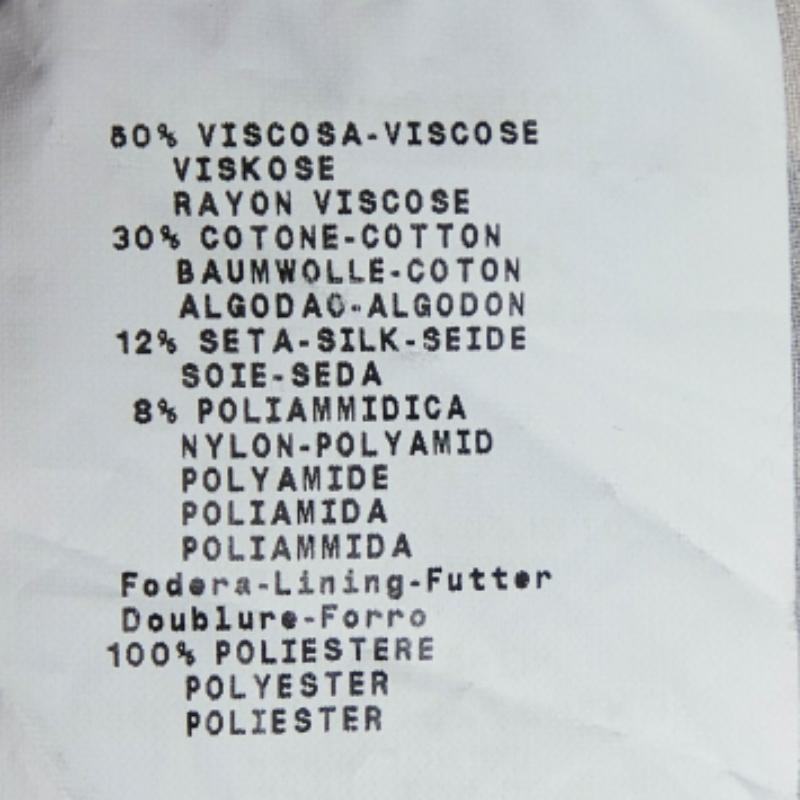 50% VISCOSA-VISCOSE
VISKOSE
RAYON VISCOSE
30% COTONE-COTTON
BAUMWOLLE-COTON
ALGODAO-ALGODON
12% SETA-SILK-SEIDE
SOIE-SEDA
8% POLIAMMIDICA
NYLON-POLYAMID
POLYAMIDE
POLIAMIDA
POLIAMMIDA
Fodera-Lining-Futter
Doublure-Forro
100% POLIESTERE
POLYESTER
POLIESTER